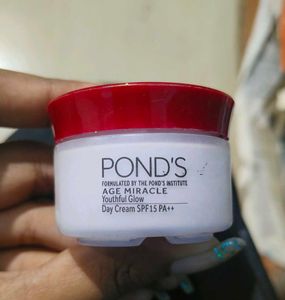 POND'S
FORMULATED BY THE POND'S INSTITUTE
AGE MIRACLE
Youthful Glow
Day Cream SPF15 PA++